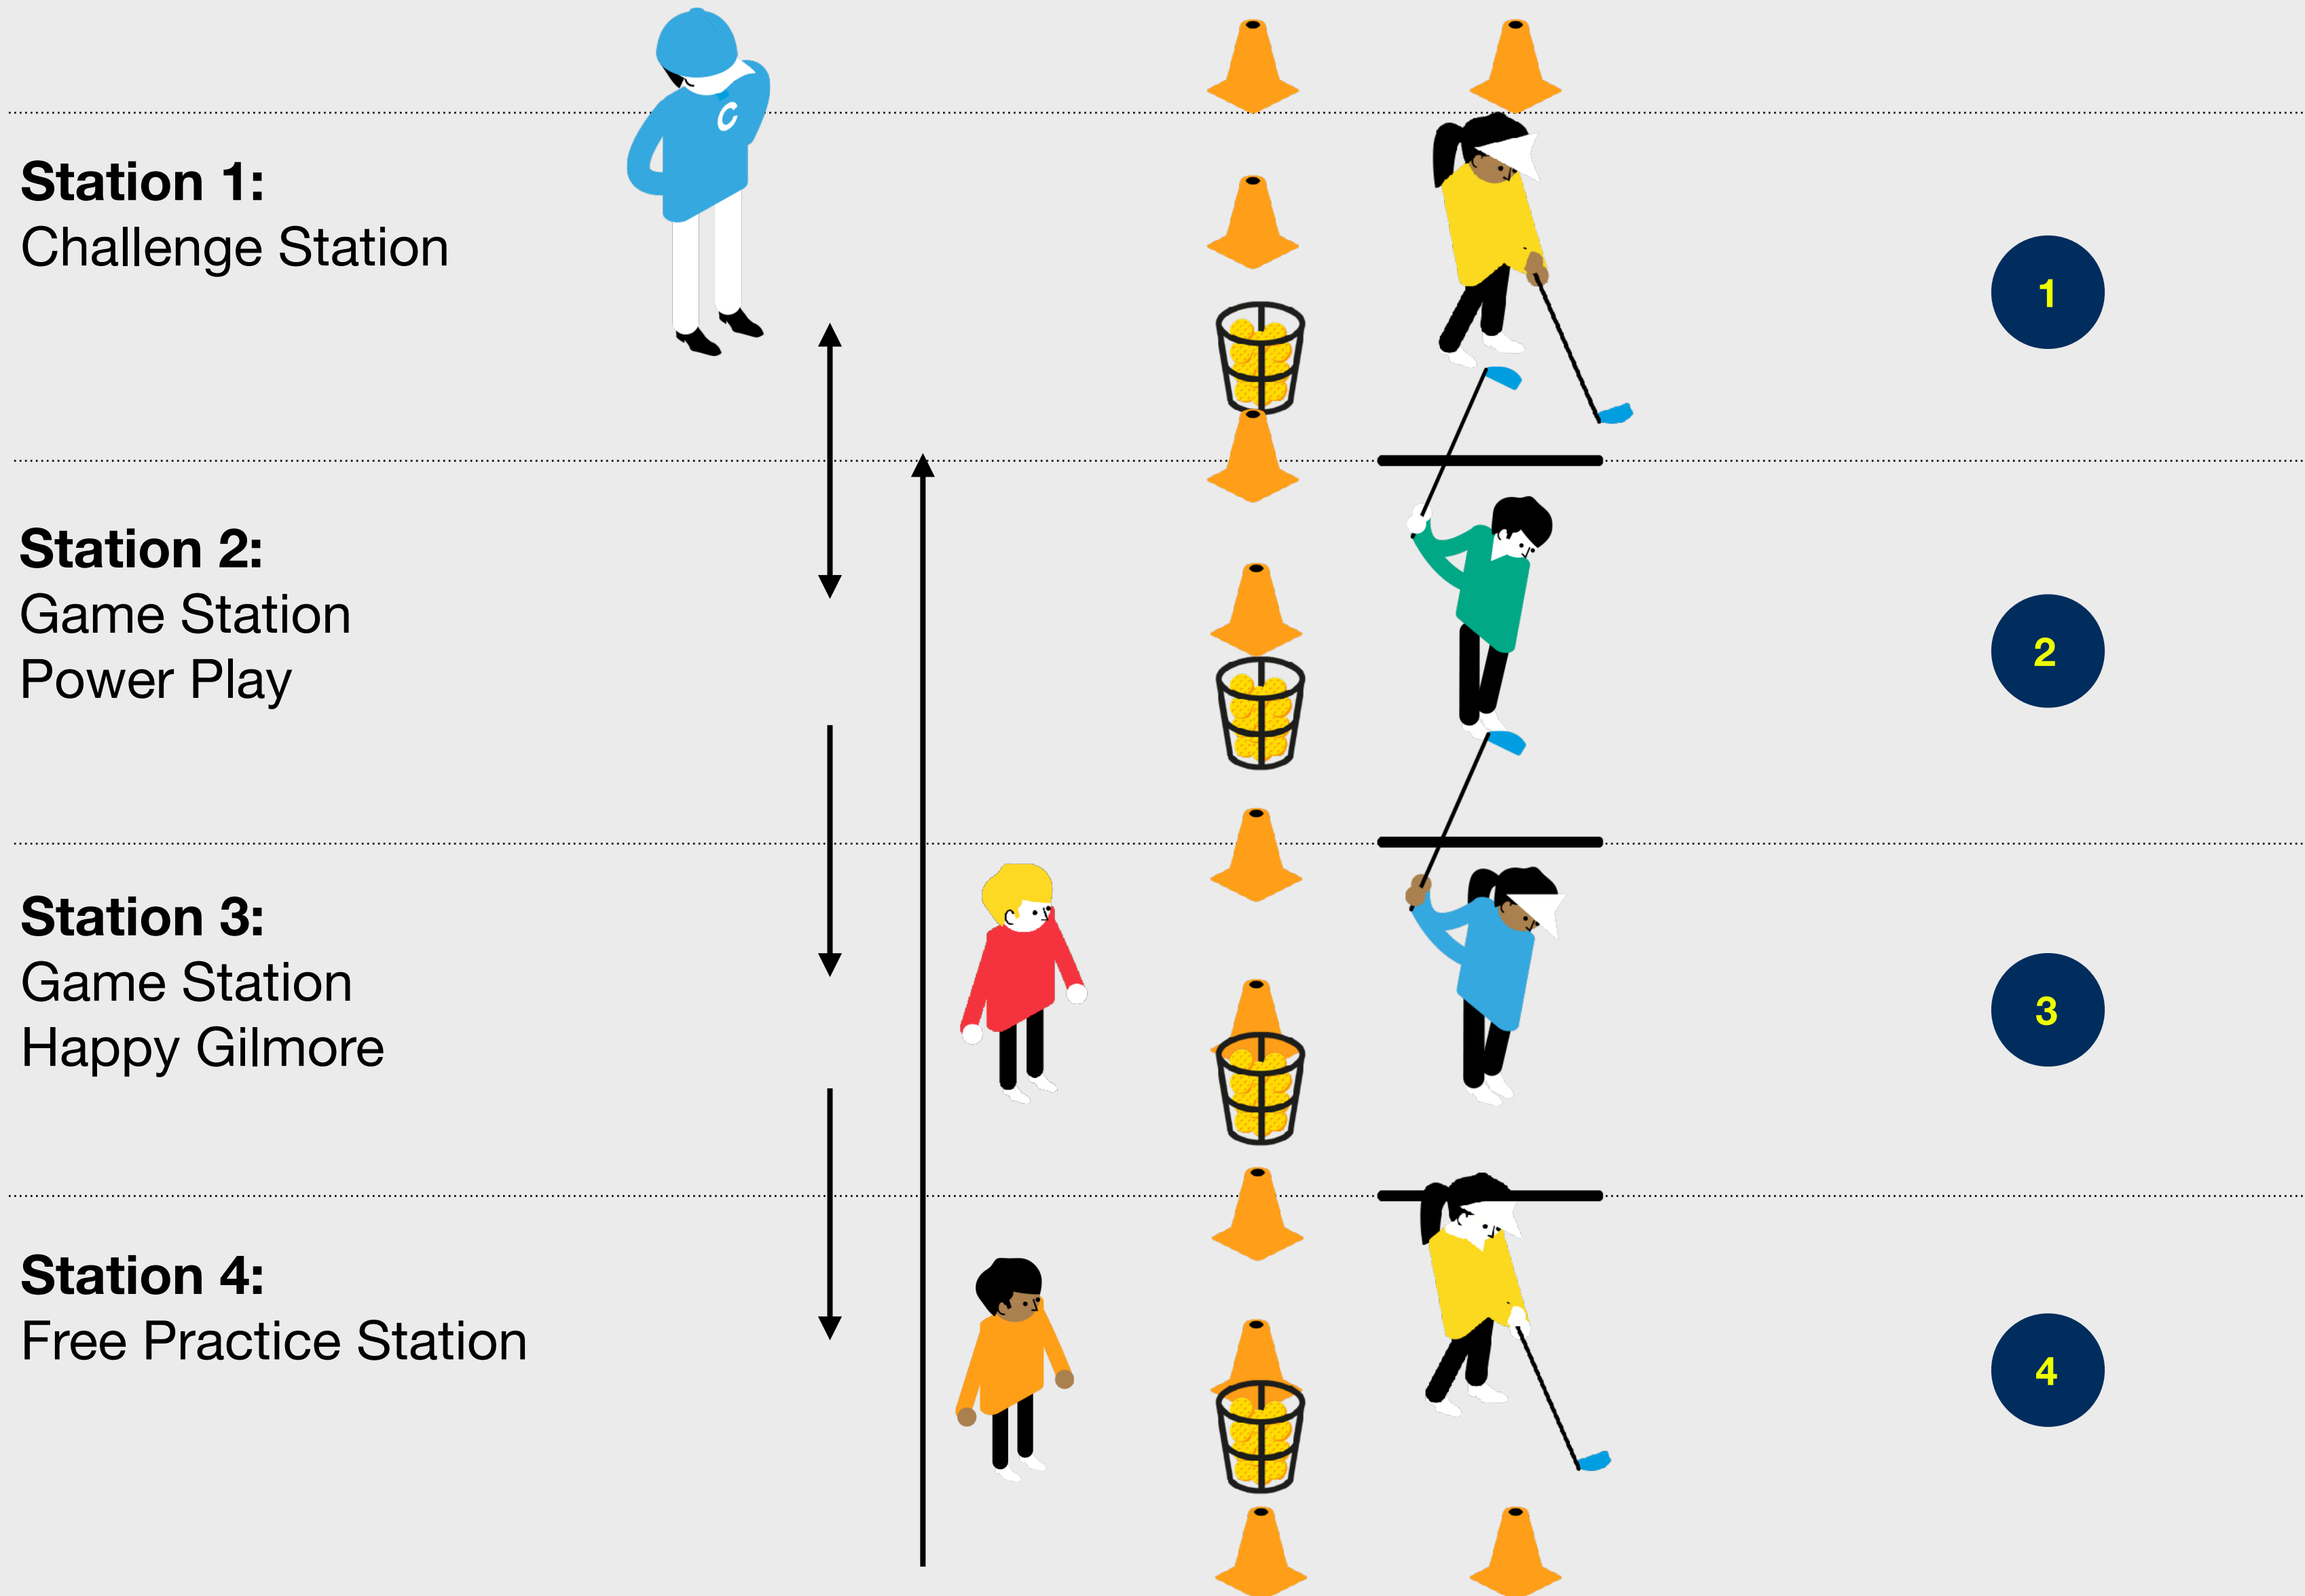 C
Station 1:
Challenge Station
1
Station 2:
Game Station
Power Play
2
Station 3:
Game Station
Happy Gilmore
3
Station 4:
Free Practice Station
4